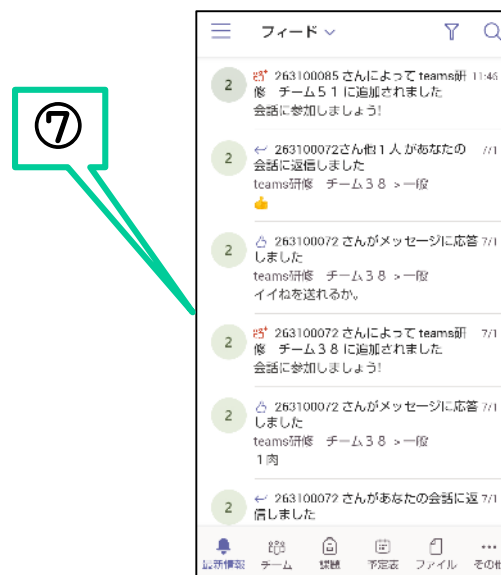 ⑦
フィード
2
263100085 さんによって teams研 11:46
修 チーム５１ に追加されました
会話に参加しましょう!
2
263100072さん他１人 があなたの 7/1
会話に返信しました
teams研修 チーム３８ > 一般
2
263100072 さんがメッセージに応答 7/1
しました
teams研修 チーム３８ > 一般
イイねを送れるか。
2
263100072 さんによって teams研 7/1
修 チーム３８ に追加されました
会話に参加しましょう!
2
263100072 さんがメッセージに応答 7/1
しました
teams研修 チーム３８ > 一般
１肉
2
263100072 さんがあなたの会話に返 7/1
信しました
最新情報 チーム 課題 予定表 ファイル その他